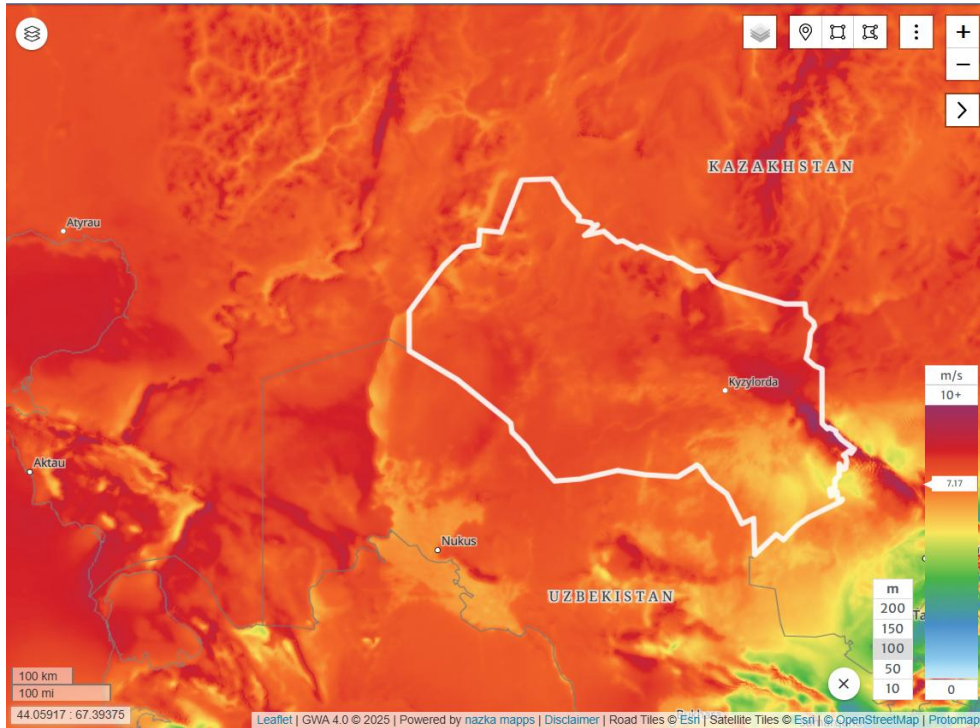 KAZAKHSTAN
Atyrau
Kyzylorda
m/s
10+
7.17
Aktau
Nukus
UZBEKISTAN
m
200
150
100
50
10
0
100 km
100 mi
44.05917 : 67.39375
Leaflet | GWA 4.0 © 2025 | Powered by nazka mapps | Disclaimer | Road Tiles © Esri | Satellite Tiles © Esri | © OpenStreetMap | Protomap